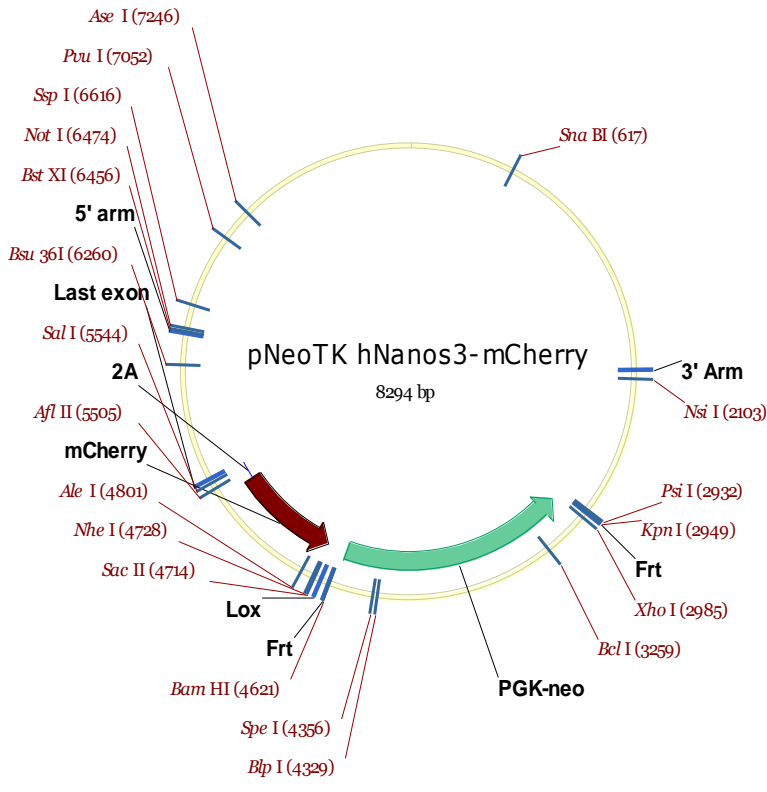 Ase I (7246)
Pvu I (7052)
Ssp I (6616)
Not I (6474)
Bst XI (6456)
5' arm
Bsu 36I (6260)
Last exon
Sal I (5544)
2A
Afl II (5505)
mCherry
Ale I (4801)
Nhe I (4728)
Sac II (4714)
Lox
Frt
Bam HI (4621)
Spe I (4356)
Blp I (4329)
Sna BI (617)
pNeoTK hNanos3-mCherry
8294 bp
3' Arm
Nsi I (2103)
Psi I (2932)
Kpn I (2949)
Frt
Xho I (2985)
Bcl I (3259)
PGK-neo